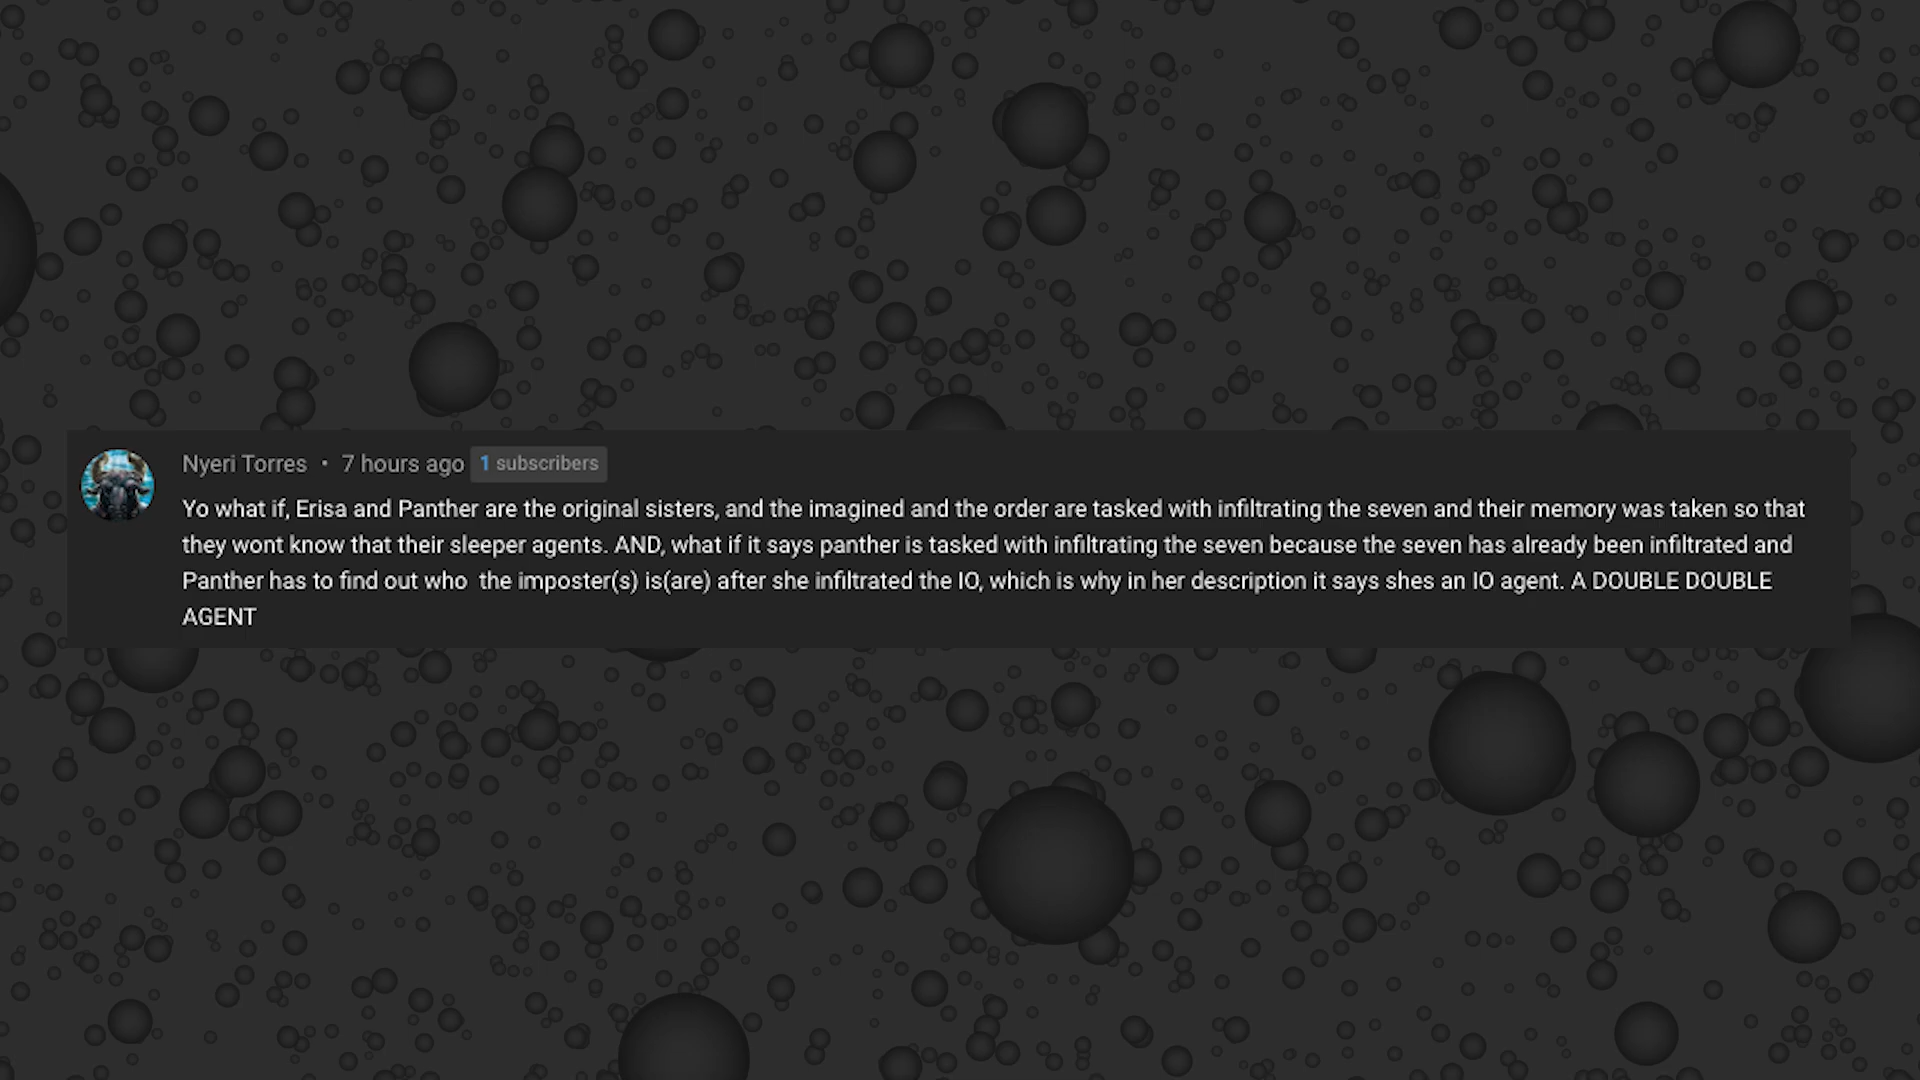 Nyeri Torres • 7 hours ago 1 subscribers
Yo what if, Erisa and Panther are the original sisters, and the imagined and the order are tasked with infiltrating the seven and their memory was taken so that
they wont know that their sleeper agents. AND, what if it says panther is tasked with infiltrating the seven because the seven has already been infiltrated and
Panther has to find out who  the imposter(s) is(are) after she infiltrated the IO, which is why in her description it says shes an IO agent. A DOUBLE DOUBLE
AGENT